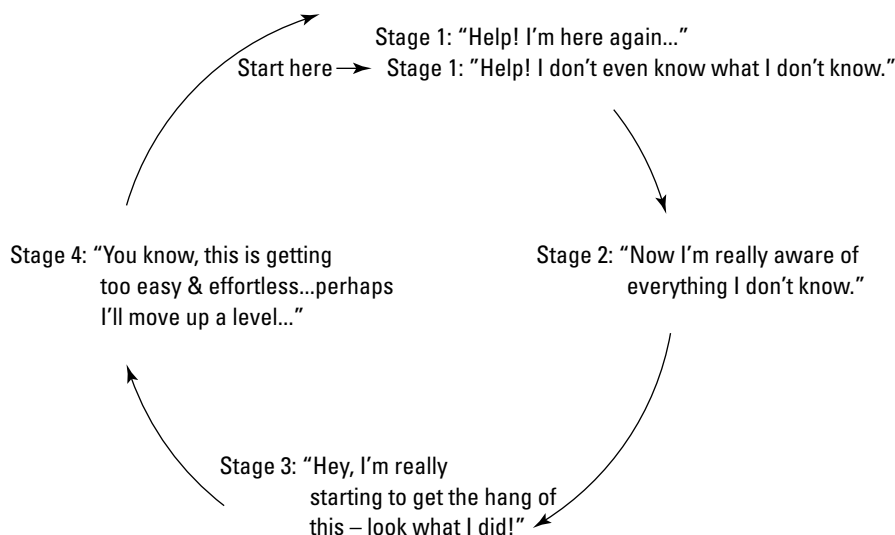 Stage 1: “Help! I'm here again...”
Start here Stage 1: ”Help! I don't even know what I don't know.”
Stage 4: “You know, this is getting
too easy & effortless...perhaps
I'll move up a level...”
Stage 2: “Now I'm really aware of
everything I don't know.”
Stage 3: “Hey, I'm really
starting to get the hang of
this – look what I did!”